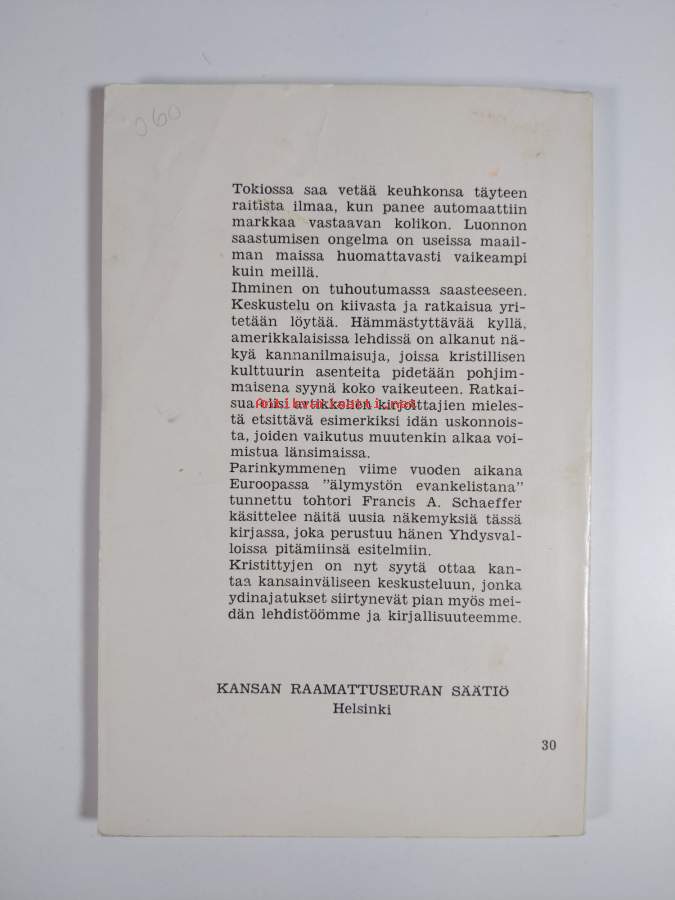 060
Tokiossa saa vetää keuhkonsa täyteen
raitista ilmaa, kun panee automaattiin
markkaa vastaavan kolikon. Luonnon
saastumisen ongelma on useissa maail-
man maissa huomattavasti vaikeampi
kuin meillä.
Ihminen on tuhoutumassa saasteeseen.
Keskustelu on kiivasta ja ratkaisua yri-
tetään löytää. Hämmästyttävää kyllä,
amerikkalaisissa lehdissä on alkanut nä-
kyä kannanilmaisuja, joissa kristillisen
kulttuurin asenteita pidetään pohjim-
maisena syynä koko vaikeuteen. Ratkai-
sua olisi artikkelien kirjoittajien mieles-
tä etsittävä esimerkiksi idän uskonnois-
ta, joiden vaikutus muutenkin alkaa voi-
mistua länsimaissa.
Parinkymmenen viime vuoden aikana
Euroopassa "älymystön evankelistana"
tunnettu tohtori Francis A. Schaeffer
käsittelee näitä uusia näkemyksiä tässä
kirjassa, joka perustuu hänen Yhdysval-
loissa pitämiinsä esitelmiin.
Kristittyjen on nyt syytä ottaa kan-
taa kansainväliseen keskusteluun, jonka
ydinajatukset siirtynevät pian myös mei-
dän lehdistöömme ja kirjallisuuteemme.
KANSAN RAAMATTUSEURAN SÄÄTIÖ
Helsinki
30